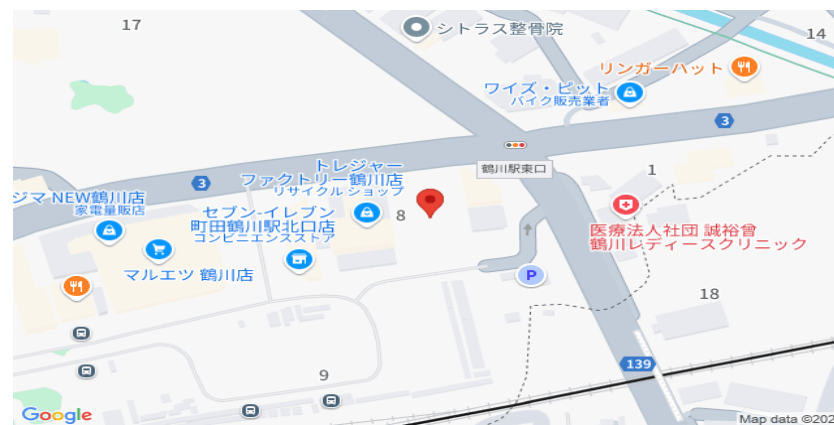 17
シトラス整骨院
14
リンガーハット
ワイズ・ピット
バイク販売業者
3
トレジャー
ファクトリー鶴川店
リサイクル ショップ
鶴川駅東口
1
3
ジマ NEW鶴川店
家電量販店
セブン-イレブン
町田鶴川駅北口店
コンビニエンスストア
8
医療法人社団 誠裕曾
鶴川レディースクリニック
マルエツ 鶴川店
P
18
139
9
Google
Map data ©202